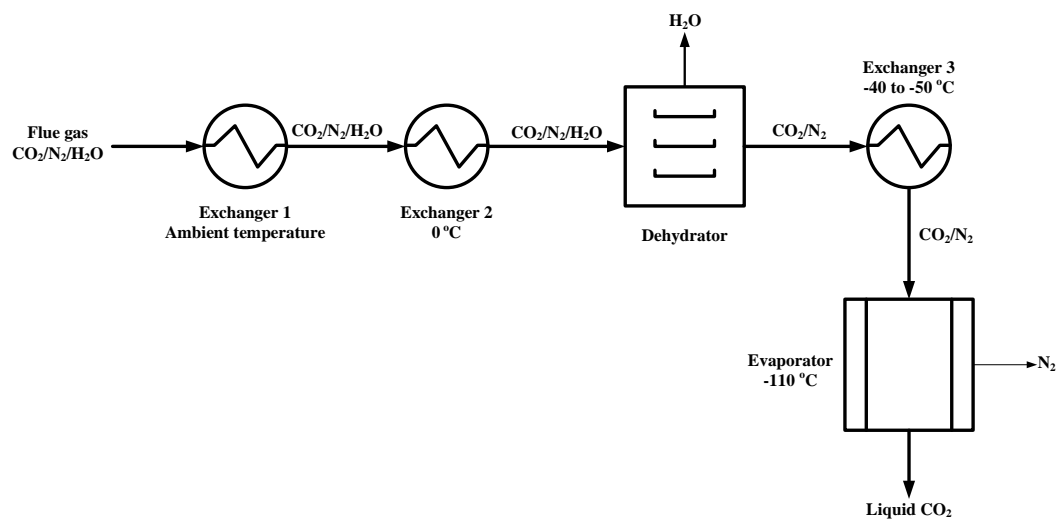 H₂O
Exchanger 3
-40 to -50 °C
Flue gas
CO₂/N₂/H₂O
CO₂/N₂/H₂O
CO₂/N₂/H₂O
CO₂/N₂
Exchanger 1
Ambient temperature
Exchanger 2
0 °C
Dehydrator
CO₂/N₂
Evaporator
-110 °C
N₂
Liquid CO₂